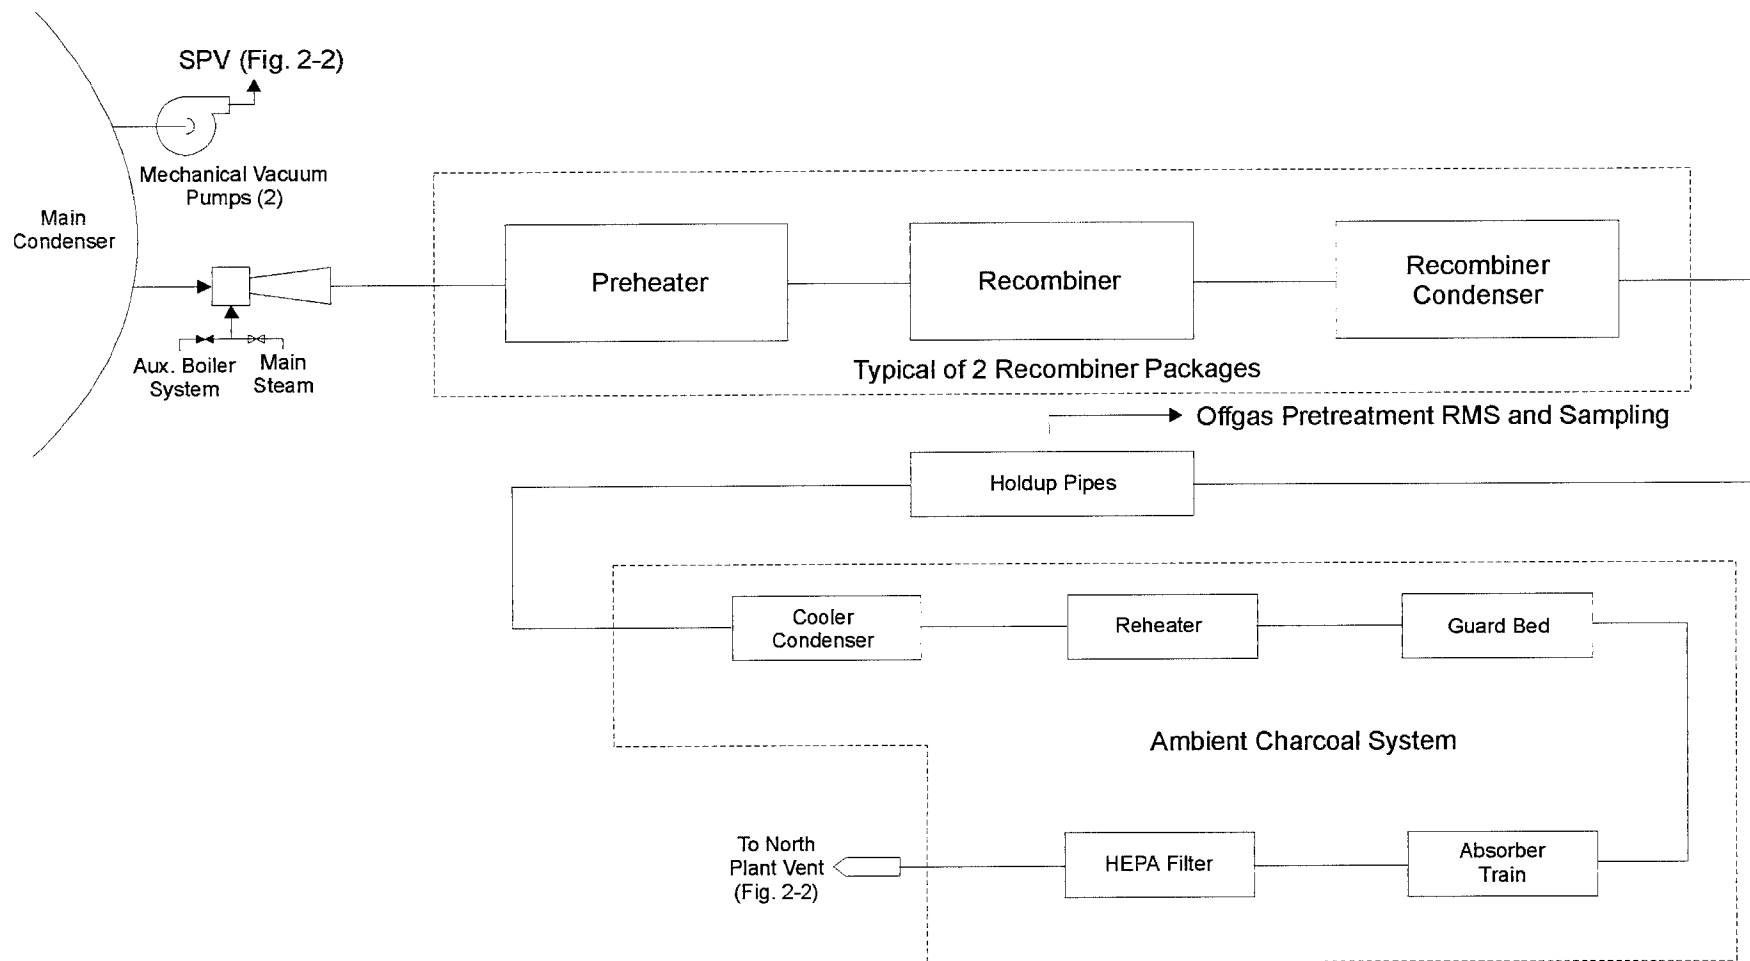 SPV (Fig. 2-2)
Mechanical Vacuum
Pumps (2)
Main
Condenser
Aux. Boiler
System
Main
Steam
Preheater
Recombiner
Recombiner
Condenser
Typical of 2 Recombiner Packages
Offgas Pretreatment RMS and Sampling
Holdup Pipes
Cooler
Condenser
Reheater
Guard Bed
Ambient Charcoal System
To North
Plant Vent
(Fig. 2-2)
HEPA Filter
Absorber
Train